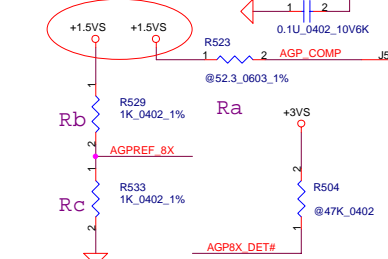 +1.5VS
+1.5VS
1
2
0.1U_0402_10V6K
R523
1
2
AGP_COMP
J5
@52.3_0603_1%
Ra
+3VS
1
R529
1K_0402_1%
Rb
2
AGPREF_8X
1
R533
1K_0402_1%
Rc
2
2
R504
@47K_0402
1
AGP8X_DET#